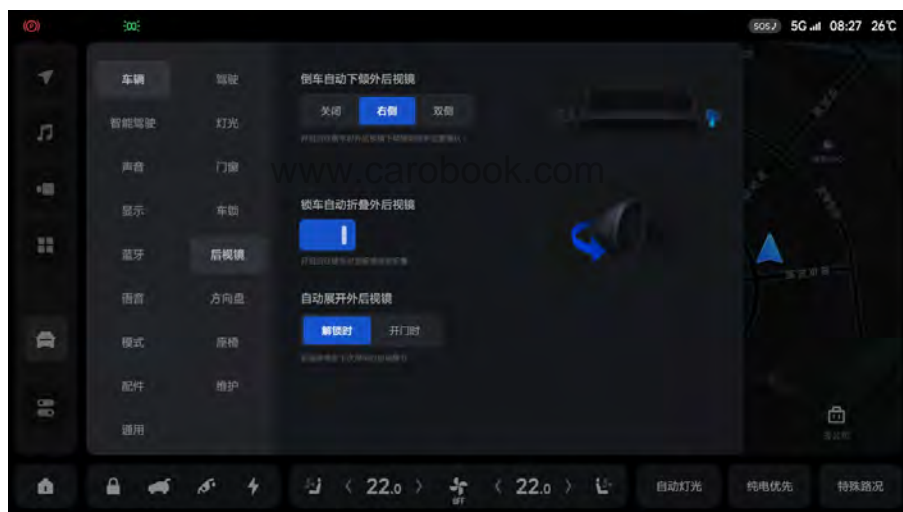 (P)
SOS
5G
08:27
26℃
车辆
驾驶
智能驾驶
灯光
声音
门窗
显示
车锁
蓝牙
后视镜
语言
方向盘
模式
座椅
配件
维护
通用
倒车自动下倾外后视镜
关闭
右侧
双侧
www.carobook.com
锁车自动折叠外后视镜
自动展开外后视镜
解锁时
开门时
22.0
OFF
22.0
自动灯光
纯电优先
特殊路况